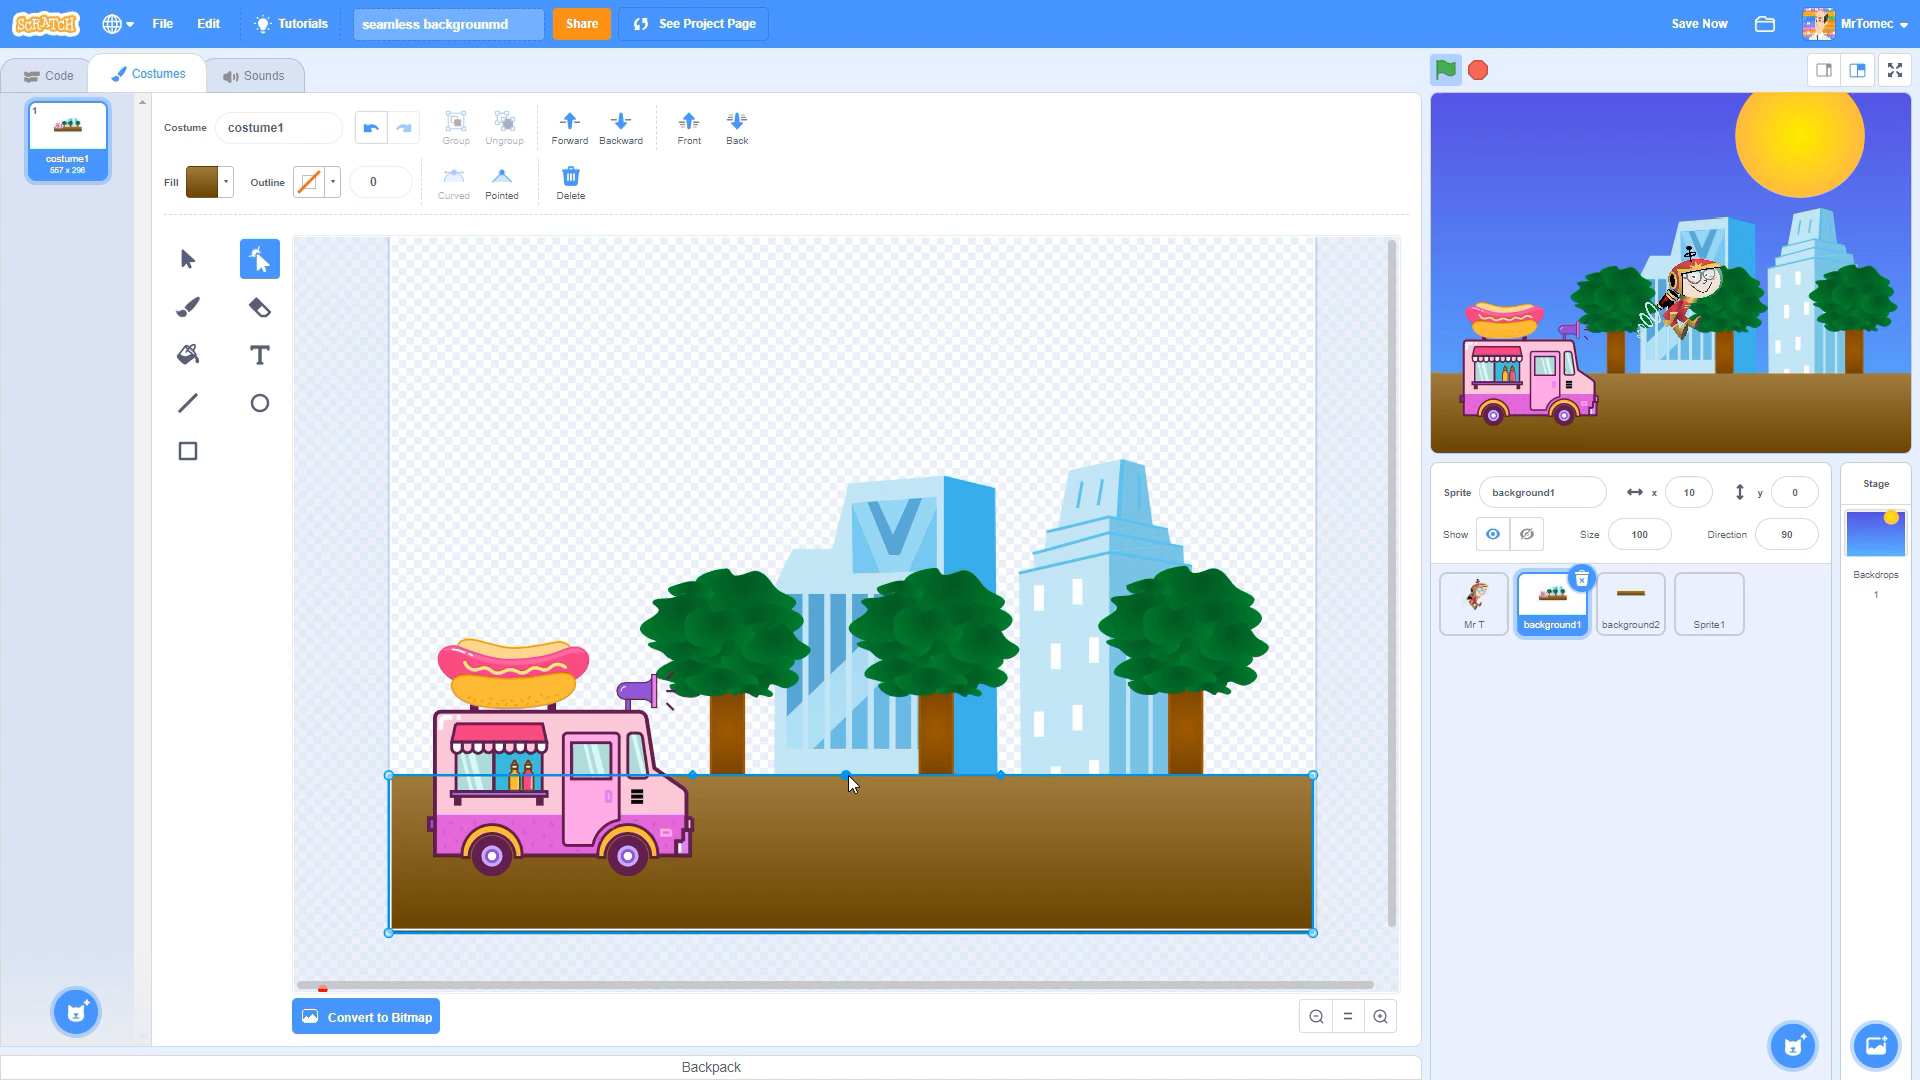 SCRATCH
File
Edit
Tutorials
seamless backgrounmd
Share
See Project Page
Save Now
MrTomec
Code
Costumes
Sounds
1
costume1
557 x 296
Costume
costume1
Group
Ungroup
Forward
Backward
Front
Back
Fill
Outline
0
Curved
Pointed
Delete
V
Convert to Bitmap
Backpack
V
Sprite
background1
x
10
y
0
Show
Size
100
Direction
90
Mr T
background1
background2
Sprite1
Stage
Backdrops
1